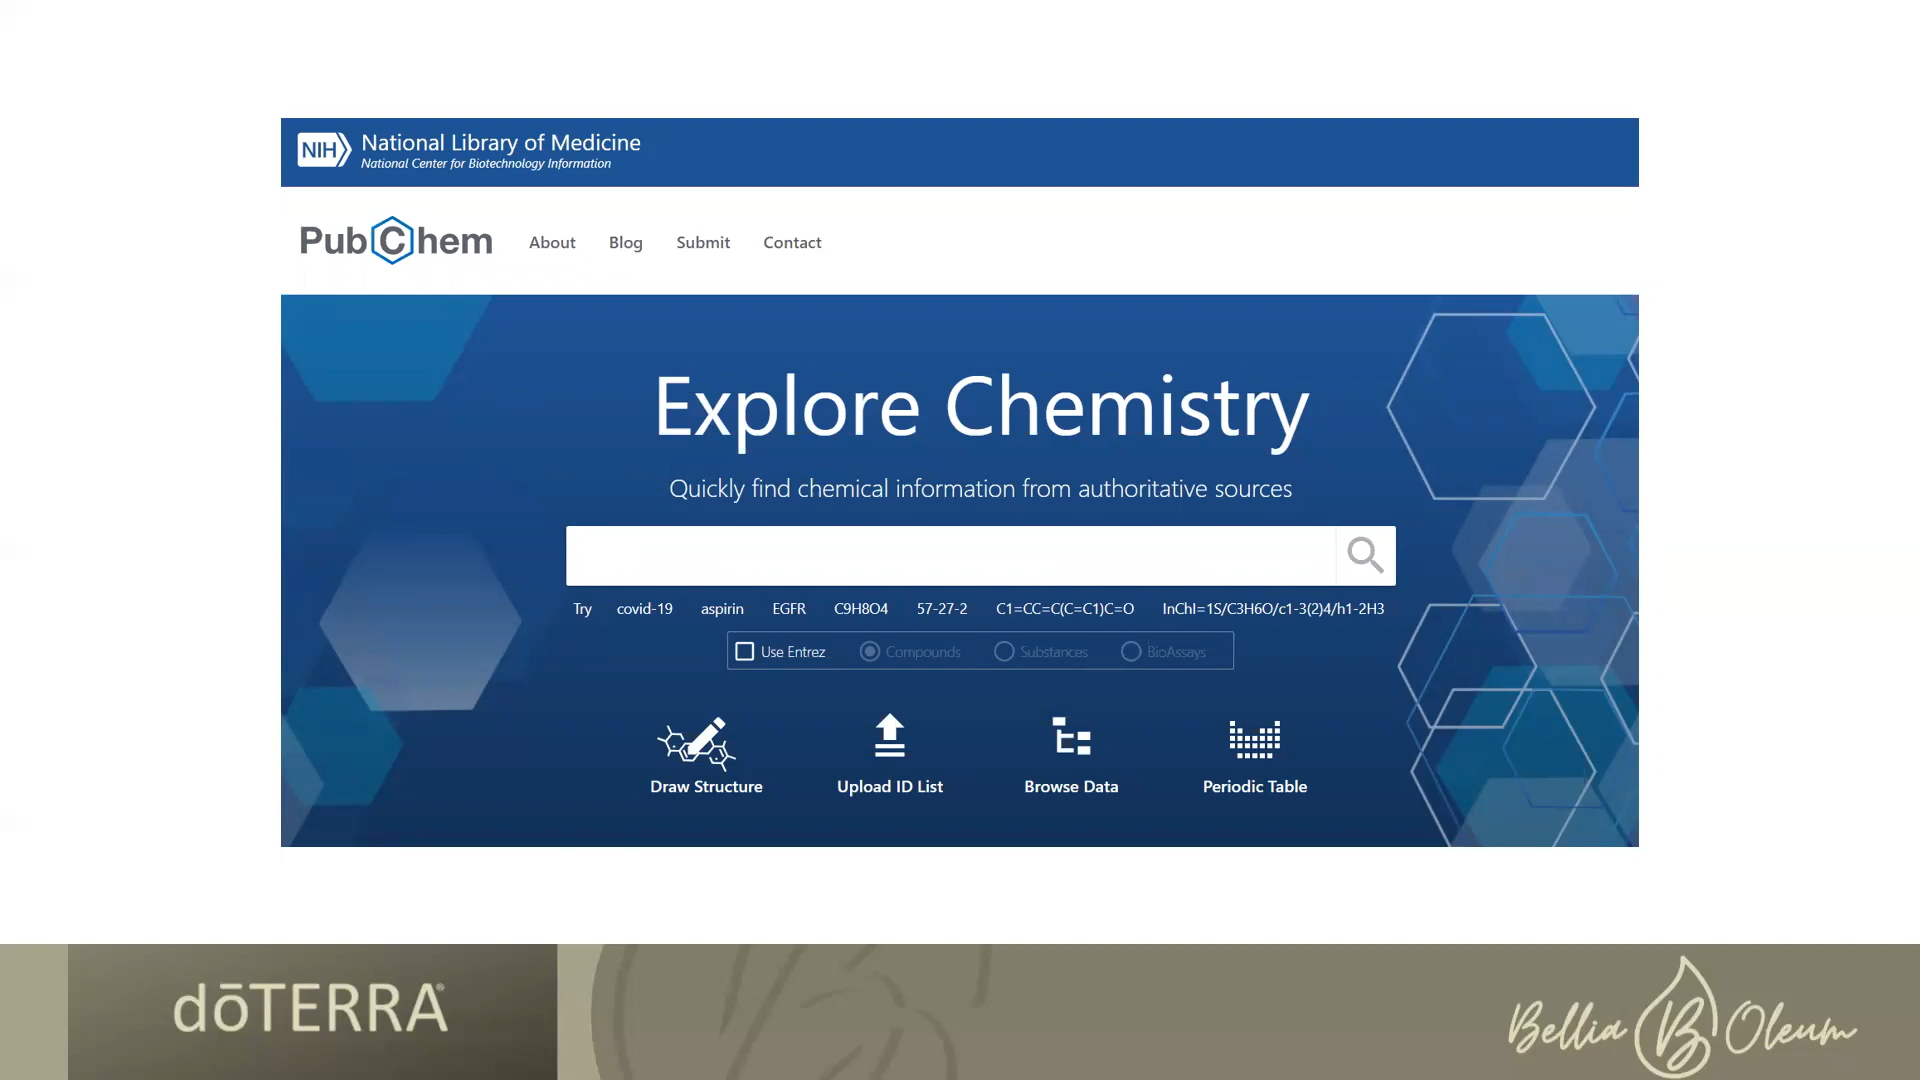 NIH National Library of Medicine
National Center for Biotechnology Information
PubChem About Blog Submit Contact
Explore Chemistry
Quickly find chemical information from authoritative sources
Try covid-19 aspirin EGFR C9H8O4 57-27-2 C1=CC=C(C=C1)C=O InChI=1S/C3H6O/c1-3(2)4/h1-2H3
Use Entrez Compounds Substances BioAssays
Draw Structure Upload ID List Browse Data Periodic Table
dōTERRA®
Bellia B Oleum